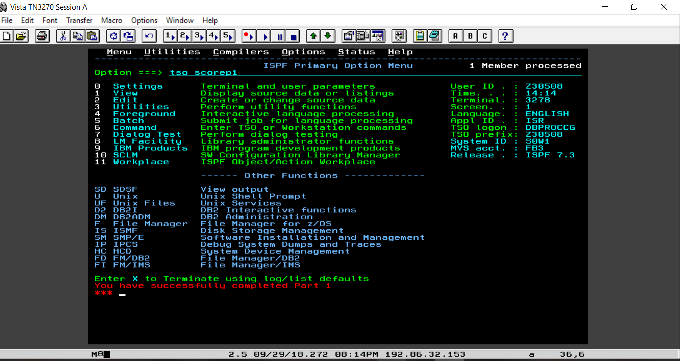 Vista TN3270 Session A
File Edit Font Transfer Macro Options Window Help
A B C ?
Menu Utilities Compilers Options Status Help
ISPF Primary Option Menu 1 Member processed
Option ===> tso scorep1
0 Settings Terminal and user parameters User ID . : Z30508
1 View Display source data or listings Time. . . : 14:14
2 Edit Create or change source data Terminal. : 3278
3 Utilities Perform utility functions Screen. . : 1
4 Foreground Interactive language processing Language. : ENGLISH
5 Batch Submit job for language processing Appl ID . : ISR
6 Command Enter TSO or Workstation commands TSO logon : DBPROCCG
7 Dialog Test Perform dialog testing TSO prefix: Z30508
8 LM Facility Library administrator functions System ID : S0W1
9 IBM Products IBM program development products MVS acct. : FB3
10 SCLM SW Configuration Library Manager Release . : ISPF 7.3
11 Workplace ISPF Object/Action Workplace
------ Other Functions -------------
SD SDSF View output
U Unix Unix Shell Prompt
UF Unix Files Unix Services
D2 DB2I DB2 Interactive functions
DM DB2ADM DB2 Administration
F File Manager File Manager for z/OS
IS ISMF Disk Storage Management
SM SMP/E Software Installation and Management
IP IPCS Debug System Dumps and Traces
HC HCD System Device Management
FD FM/DB2 File Manager/DB2
FI FM/IMS File Manager/IMS
Enter X to Terminate using log/list defaults
You have successfully completed Part 1
***
2.5 09/29/18.272 08:14PM 192.86.32.153 a 36,6